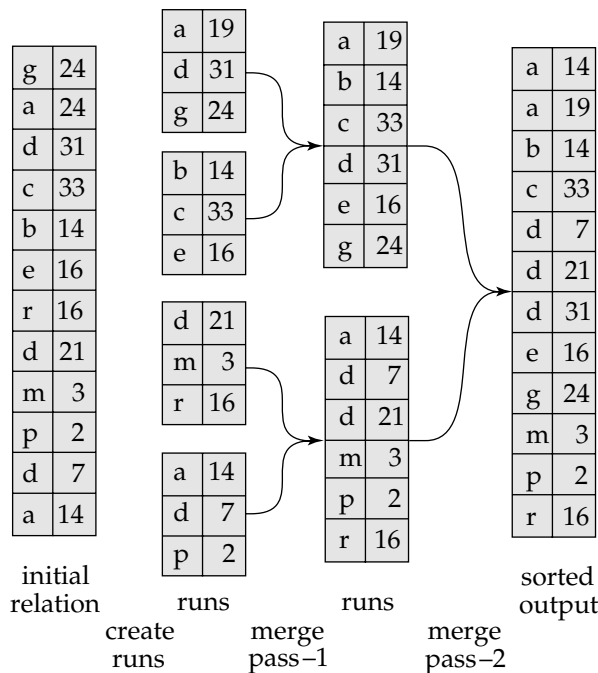 g 24
a 24
d 31
c 33
b 14
e 16
r 16
d 21
m 3
p 2
d 7
a 14
initial
relation
a 19
d 31
g 24
b 14
c 33
e 16
d 21
m 3
r 16
a 14
d 7
p 2
runs
a 19
b 14
c 33
d 31
e 16
g 24
a 14
d 7
d 21
m 3
p 2
r 16
runs
a 14
a 19
b 14
c 33
d 7
d 21
d 31
e 16
g 24
m 3
p 2
r 16
sorted
output
create
runs
merge
pass–1
merge
pass–2